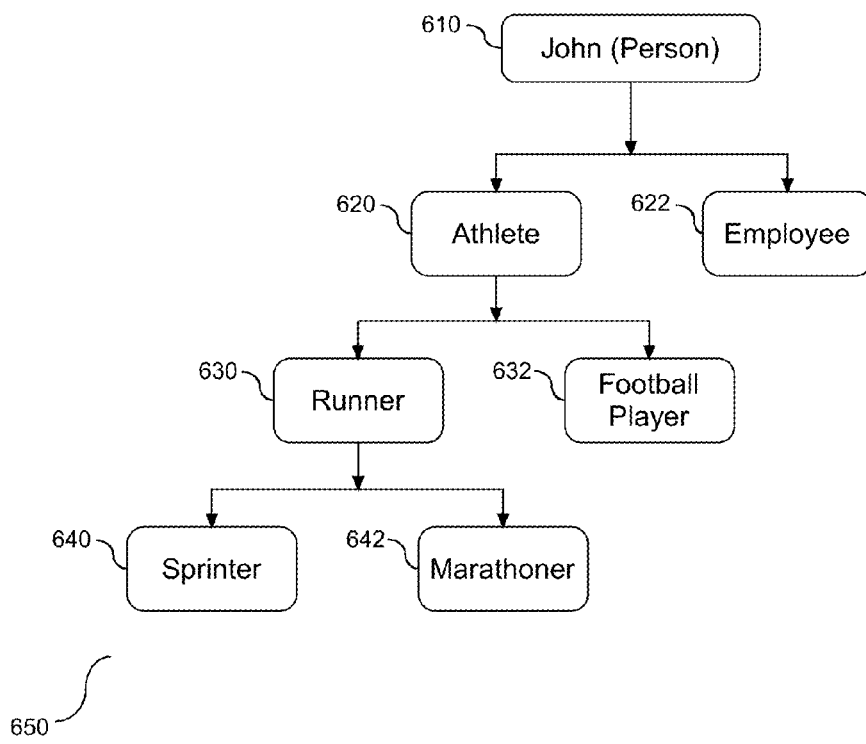 610
John (Person)
620
Athlete
622
Employee
630
Runner
632
Football
Player
640
Sprinter
642
Marathoner
650